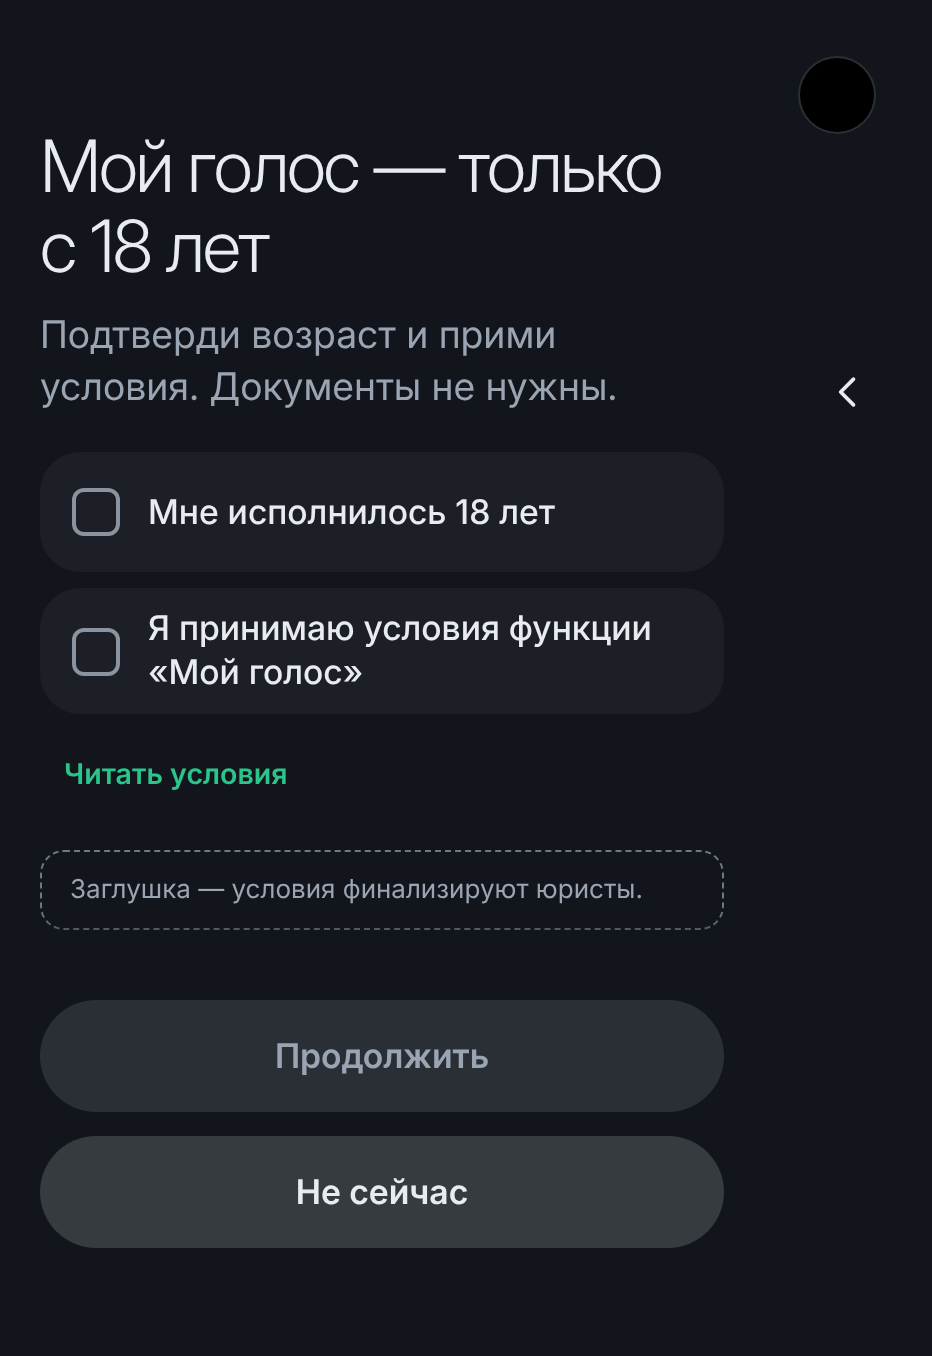 Мой голос — только
с 18 лет
Подтверди возраст и прими
условия. Документы не нужны.
Мне исполнилось 18 лет
Я принимаю условия функции
«Мой голос»
Читать условия
Заглушка — условия финализируют юристы.
Продолжить
Не сейчас